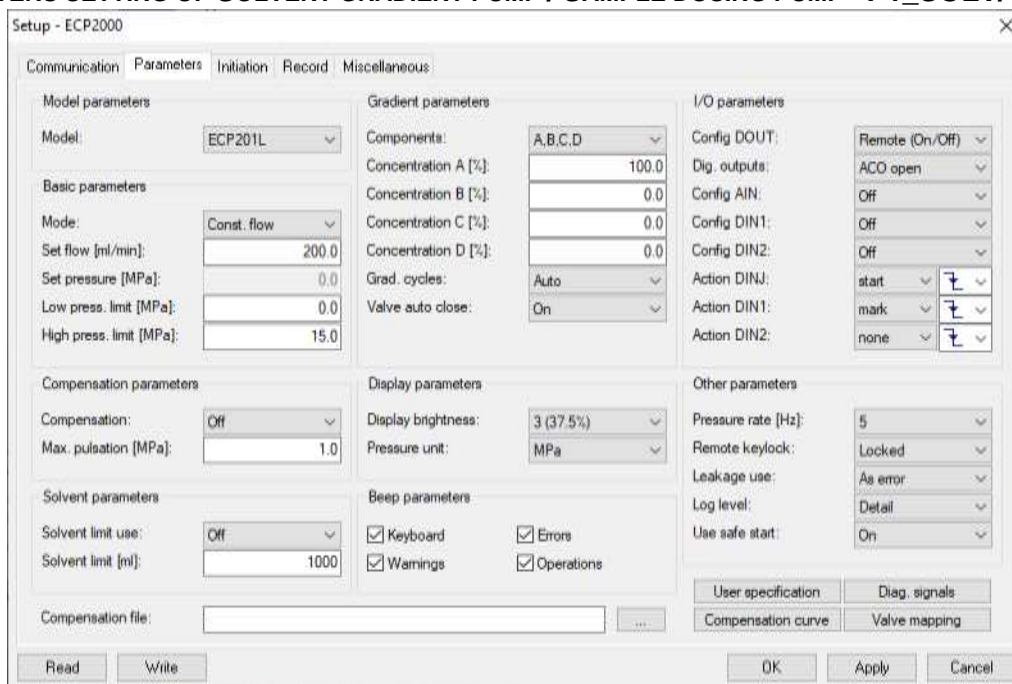 Setup - ECP2000
Communication Parameters Initiation Record Miscellaneous
Model parameters
Model: ECP201L
Basic parameters
Mode: Const. flow
Set flow [ml/min]: 200.0
Set pressure [MPa]: 0.0
Low press. limit [MPa]: 0.0
High press. limit [MPa]: 15.0
Compensation parameters
Compensation: Off
Max. pulsation [MPa]: 1.0
Solvent parameters
Solvent limit use: Off
Solvent limit [ml]: 1000
Gradient parameters
Components: A,B,C,D
Concentration A [%]: 100.0
Concentration B [%]: 0.0
Concentration C [%]: 0.0
Concentration D [%]: 0.0
Grad. cycles: Auto
Valve auto close: On
Display parameters
Display brightness: 3 (37.5%)
Pressure unit: MPa
Beep parameters
Keyboard Errors
Warnings Operations
I/O parameters
Config DOUT: Remote (On/Off)
Dig. outputs: ACO open
Config AIN: Off
Config DIN1: Off
Config DIN2: Off
Action DINJ: start
Action DIN1: mark
Action DIN2: none
Other parameters
Pressure rate [Hz]: 5
Remote keylock: Locked
Leakage use: As error
Log level: Detail
Use safe start: On
User specification Diag. signals
Compensation curve Valve mapping
Compensation file: ...
Read Write OK Apply Cancel